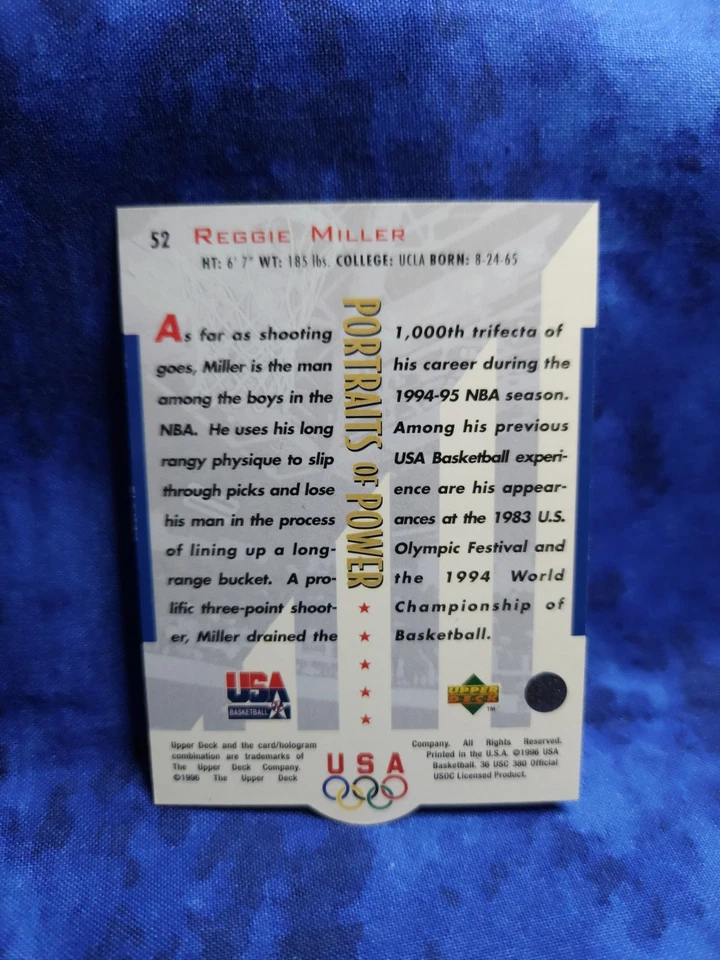 52 REGGIE MILLER
HT: 6' 7" WT: 185 lbs. COLLEGE: UCLA BORN: 8-24-65
As far as shooting
goes, Miller is the man
among the boys in the
NBA. He uses his long
rangy physique to slip
through picks and lose
his man in the process
of lining up a long-
range bucket. A pro-
lific three-point shoot-
er, Miller drained the
PORTRAITS OF POWER
1,000th trifecta of
his career during the
1994-95 NBA season.
Among his previous
USA Basketball experi-
ence are his appear-
ances at the 1983 U.S.
Olympic Festival and
the 1994 World
Championship of
Basketball.
USA
BASKETBALL
UPPER
DECK
TM
Upper Deck and the card/hologram
combination are trademarks of
The Upper Deck Company.
©1996 The Upper Deck
Company. All Rights Reserved.
Printed in the U.S.A. ©1996 USA
Basketball. 36 USC 380 Official
USOC Licensed Product.
USA